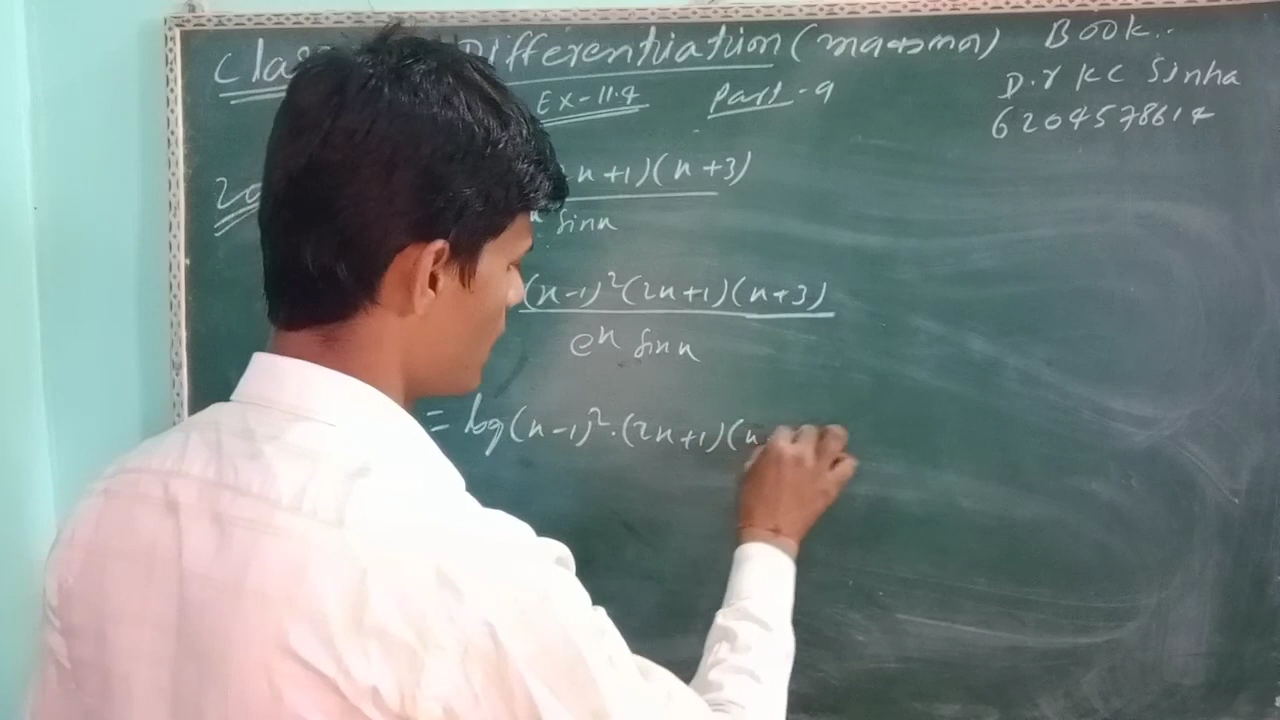 Differentiation Book..
Ex-11.4 Part-9 D.r KC Sinha
6204578614
20
x+1)(x+3)
x sinx
(x-1)²(2x+1)(x+3)
eˣ sinx
= log(x-1)².(2x+1)(x